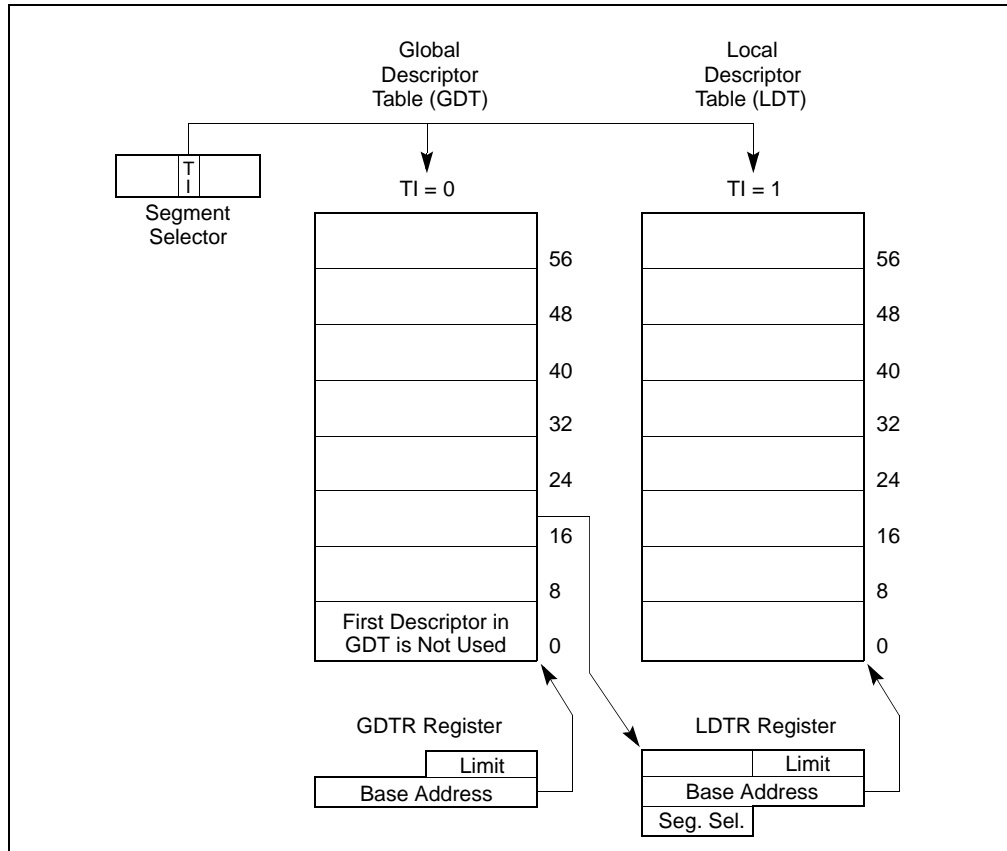 Global
Descriptor
Table (GDT)
Local
Descriptor
Table (LDT)
T
I
Segment
Selector
TI = 0
TI = 1
56
48
40
32
24
16
8
0
56
48
40
32
24
16
8
0
First Descriptor in
GDT is Not Used
GDTR Register
Limit
Base Address
LDTR Register
Limit
Base Address
Seg. Sel.